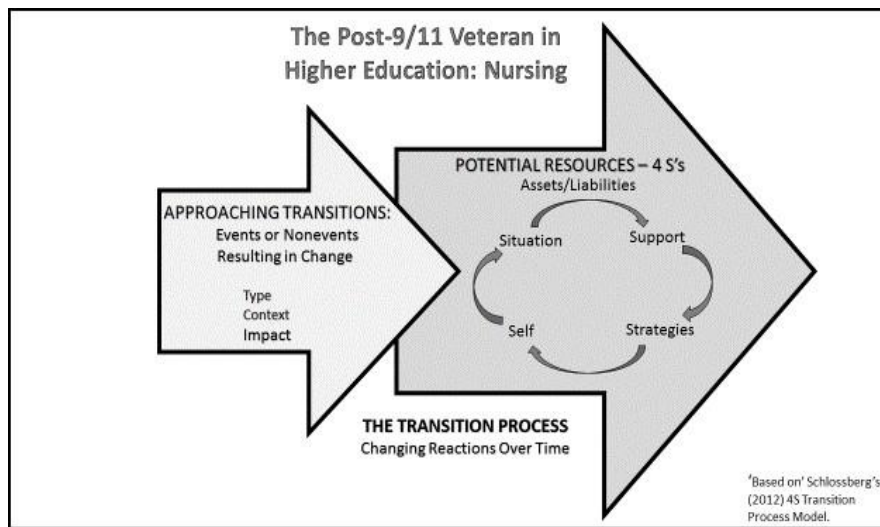 The Post-9/11 Veteran in
Higher Education: Nursing
APPROACHING TRANSITIONS:
Events or Nonevents
Resulting in Change
Type
Context
Impact
POTENTIAL RESOURCES – 4 S's
Assets/Liabilities
Situation
Support
Self
Strategies
THE TRANSITION PROCESS
Changing Reactions Over Time
'Based on' Schlossberg's
(2012) 4S Transition
Process Model.